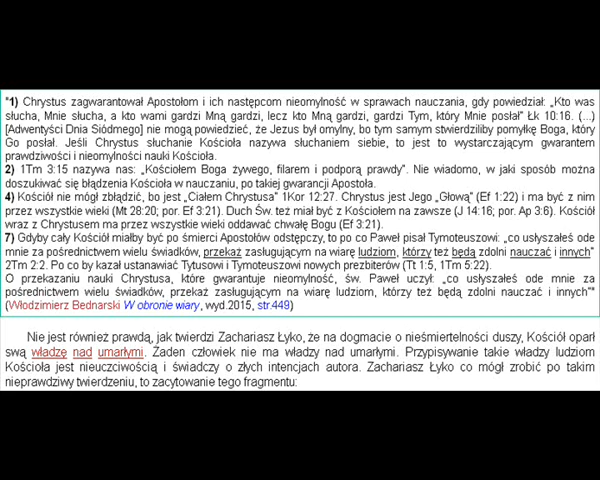 "1) Chrystus zagwarantował Apostołom i ich następcom nieomylność w sprawach nauczania, gdy powiedział: „Kto was
słucha, Mnie słucha, a kto wami gardzi Mną gardzi, lecz kto Mną gardzi, gardzi Tym, który Mnie posłał” Łk 10:16. (...)
[Adwentyści Dnia Siódmego] nie mogą powiedzieć, że Jezus był omylny, bo tym samym stwierdziliby pomyłkę Boga, który
Go posłał. Jeśli Chrystus słuchanie Kościoła nazywa słuchaniem siebie, to jest to wystarczającym gwarantem
prawdziwości i nieomylności nauki Kościoła.
2) 1Tm 3:15 nazywa nas: „Kościołem Boga żywego, filarem i podporą prawdy”. Nie wiadomo, w jaki sposób można
doszukiwać się błądzenia Kościoła w nauczaniu, po takiej gwarancji Apostoła.
4) Kościół nie mógł zbłądzić, bo jest „Ciałem Chrystusa” 1Kor 12:27. Chrystus jest Jego „Głową” (Ef 1:22) i ma być z nim
przez wszystkie wieki (Mt 28:20; por. Ef 3:21). Duch Św. też miał być z Kościołem na zawsze (J 14:16; por. Ap 3:6). Kościół
wraz z Chrystusem ma przez wszystkie wieki oddawać chwałę Bogu (Ef 3:21).
7) Gdyby cały Kościół miałby być po śmierci Apostołów odstępczy, to po co Paweł pisał Tymoteuszowi: „co usłyszałeś ode
mnie za pośrednictwem wielu świadków, przekaż zasługującym na wiarę ludziom, którzy też będą zdolni nauczać i innych”
2Tm 2:2. Po co by kazał ustanawiać Tytusowi i Tymoteuszowi nowych prezbiterów (Tt 1:5, 1Tm 5:22).
O przekazaniu nauki Chrystusa, które gwarantuje nieomylność, św. Paweł uczył: „co usłyszałeś ode mnie za
pośrednictwem wielu świadków, przekaż zasługującym na wiarę ludziom, którzy też będą zdolni nauczać i innych”"
(Włodzimierz Bednarski W obronie wiary, wyd.2015, str.449)
Nie jest również prawdą, jak twierdzi Zachariasz Łyko, że na dogmacie o nieśmiertelności duszy, Kościół oparł
swą władzę nad umarłymi. Żaden człowiek nie ma władzy nad umarłymi. Przypisywanie takie władzy ludziom
Kościoła jest nieuczciwością i świadczy o złych intencjach autora. Zachariasz Łyko co mógł zrobić po takim
nieprawdziwy twierdzeniu, to zacytowanie tego fragmentu: